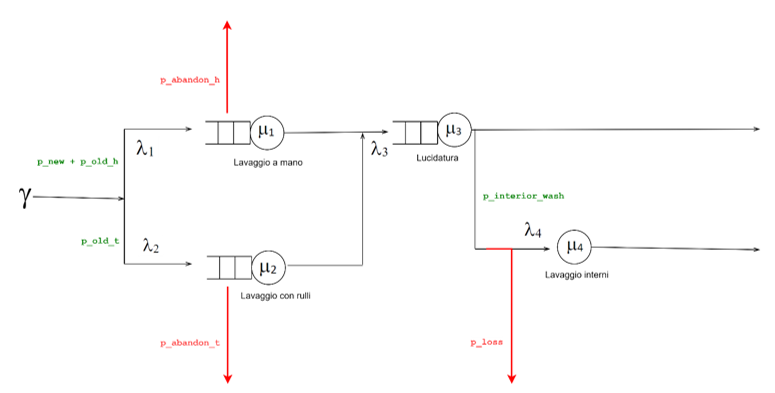 p_abandon_h
μ1
μ3
λ1
λ3
Lavaggio a mano
Lucidatura
p_new + p_old_h
γ
p_interior_wash
p_old_t
λ2
λ4
μ2
μ4
Lavaggio con rulli
Lavaggio interni
p_abandon_t
p_loss